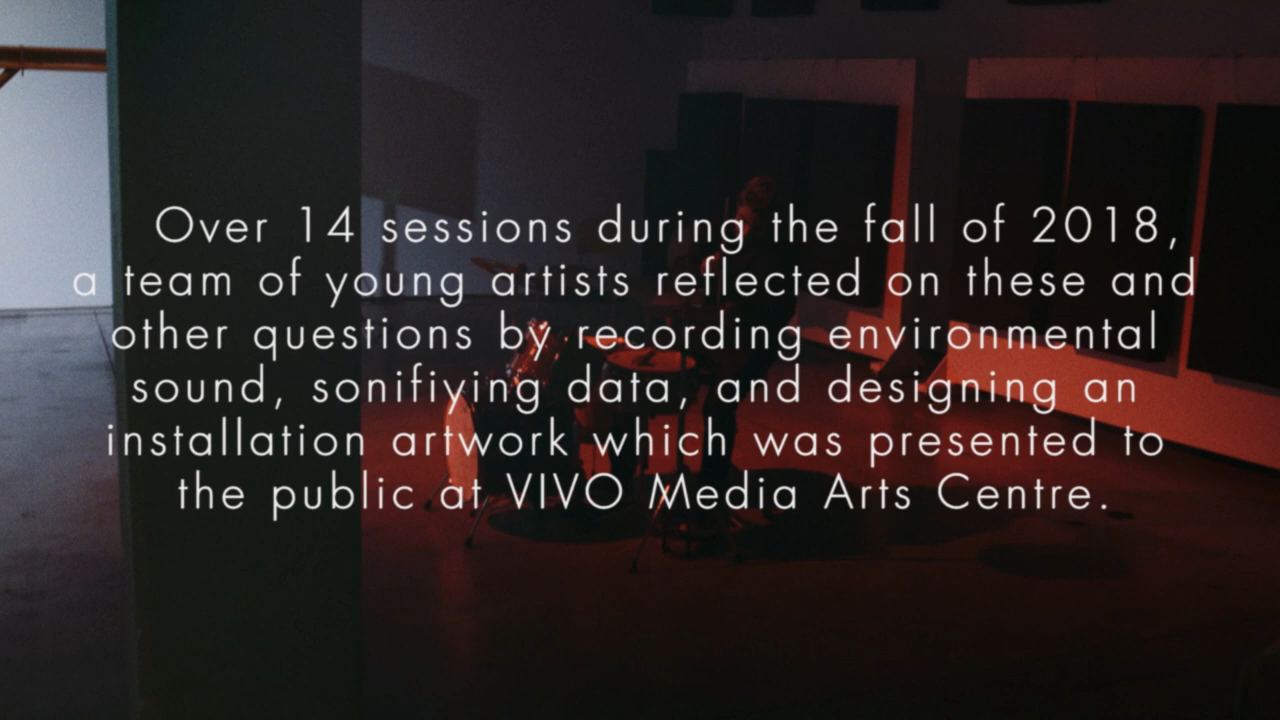 Over 14 sessions during the fall of 2018,
a team of young artists reflected on these and
other questions by recording environmental
sound, sonifiying data, and designing an
installation artwork which was presented to
the public at VIVO Media Arts Centre.